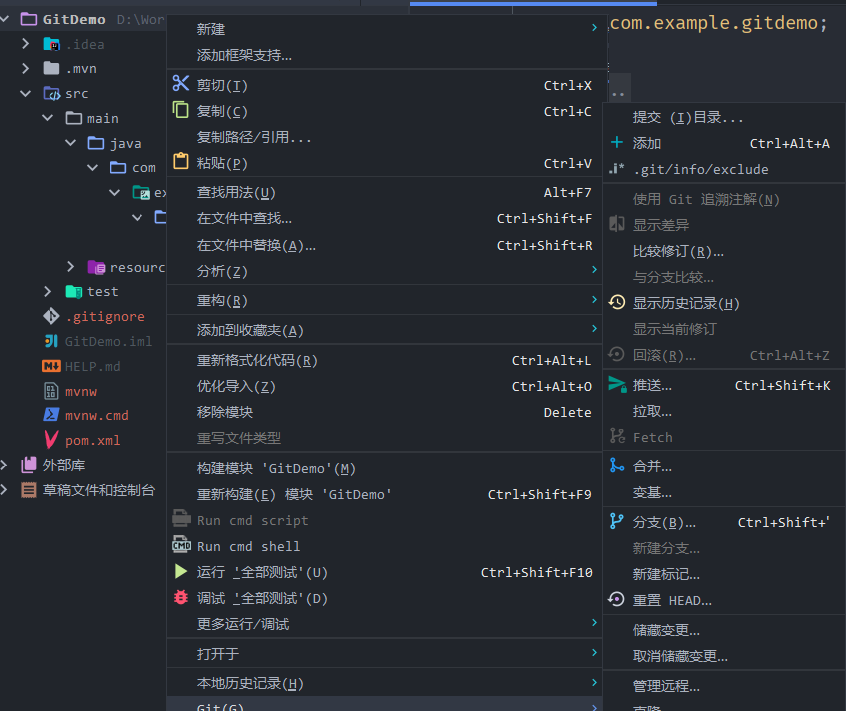 GitDemo D:\Wor
.idea
.mvn
src
main
java
com
ex
resourc
test
.gitignore
GitDemo.iml
HELP.md
mvnw
mvnw.cmd
pom.xml
外部库
草稿文件和控制台
新建
添加框架支持...
剪切(T) Ctrl+X
复制(C) Ctrl+C
复制路径/引用...
粘贴(P) Ctrl+V
查找用法(U) Alt+F7
在文件中查找... Ctrl+Shift+F
在文件中替换(A)... Ctrl+Shift+R
分析(Z)
重构(R)
添加到收藏夹(A)
重新格式化代码(R) Ctrl+Alt+L
优化导入(Z) Ctrl+Alt+O
移除模块 Delete
重写文件类型
构建模块 'GitDemo'(M)
重新构建(E) 模块 'GitDemo' Ctrl+Shift+F9
Run cmd script
Run cmd shell
运行 '全部测试'(U) Ctrl+Shift+F10
调试 '全部测试'(D)
更多运行/调试
打开于
本地历史记录(H)
Git(G)
com.example.gitdemo;
..
提交 (I)目录...
添加 Ctrl+Alt+A
.git/info/exclude
使用 Git 追溯注解(N)
显示差异
比较修订(R)...
与分支比较...
显示历史记录(H)
显示当前修订
回滚(R)... Ctrl+Alt+Z
推送... Ctrl+Shift+K
拉取...
Fetch
合并...
变基...
分支(B)... Ctrl+Shift+'
新建分支...
新建标记...
重置 HEAD...
储藏变更...
取消储藏变更...
管理远程...
克隆...